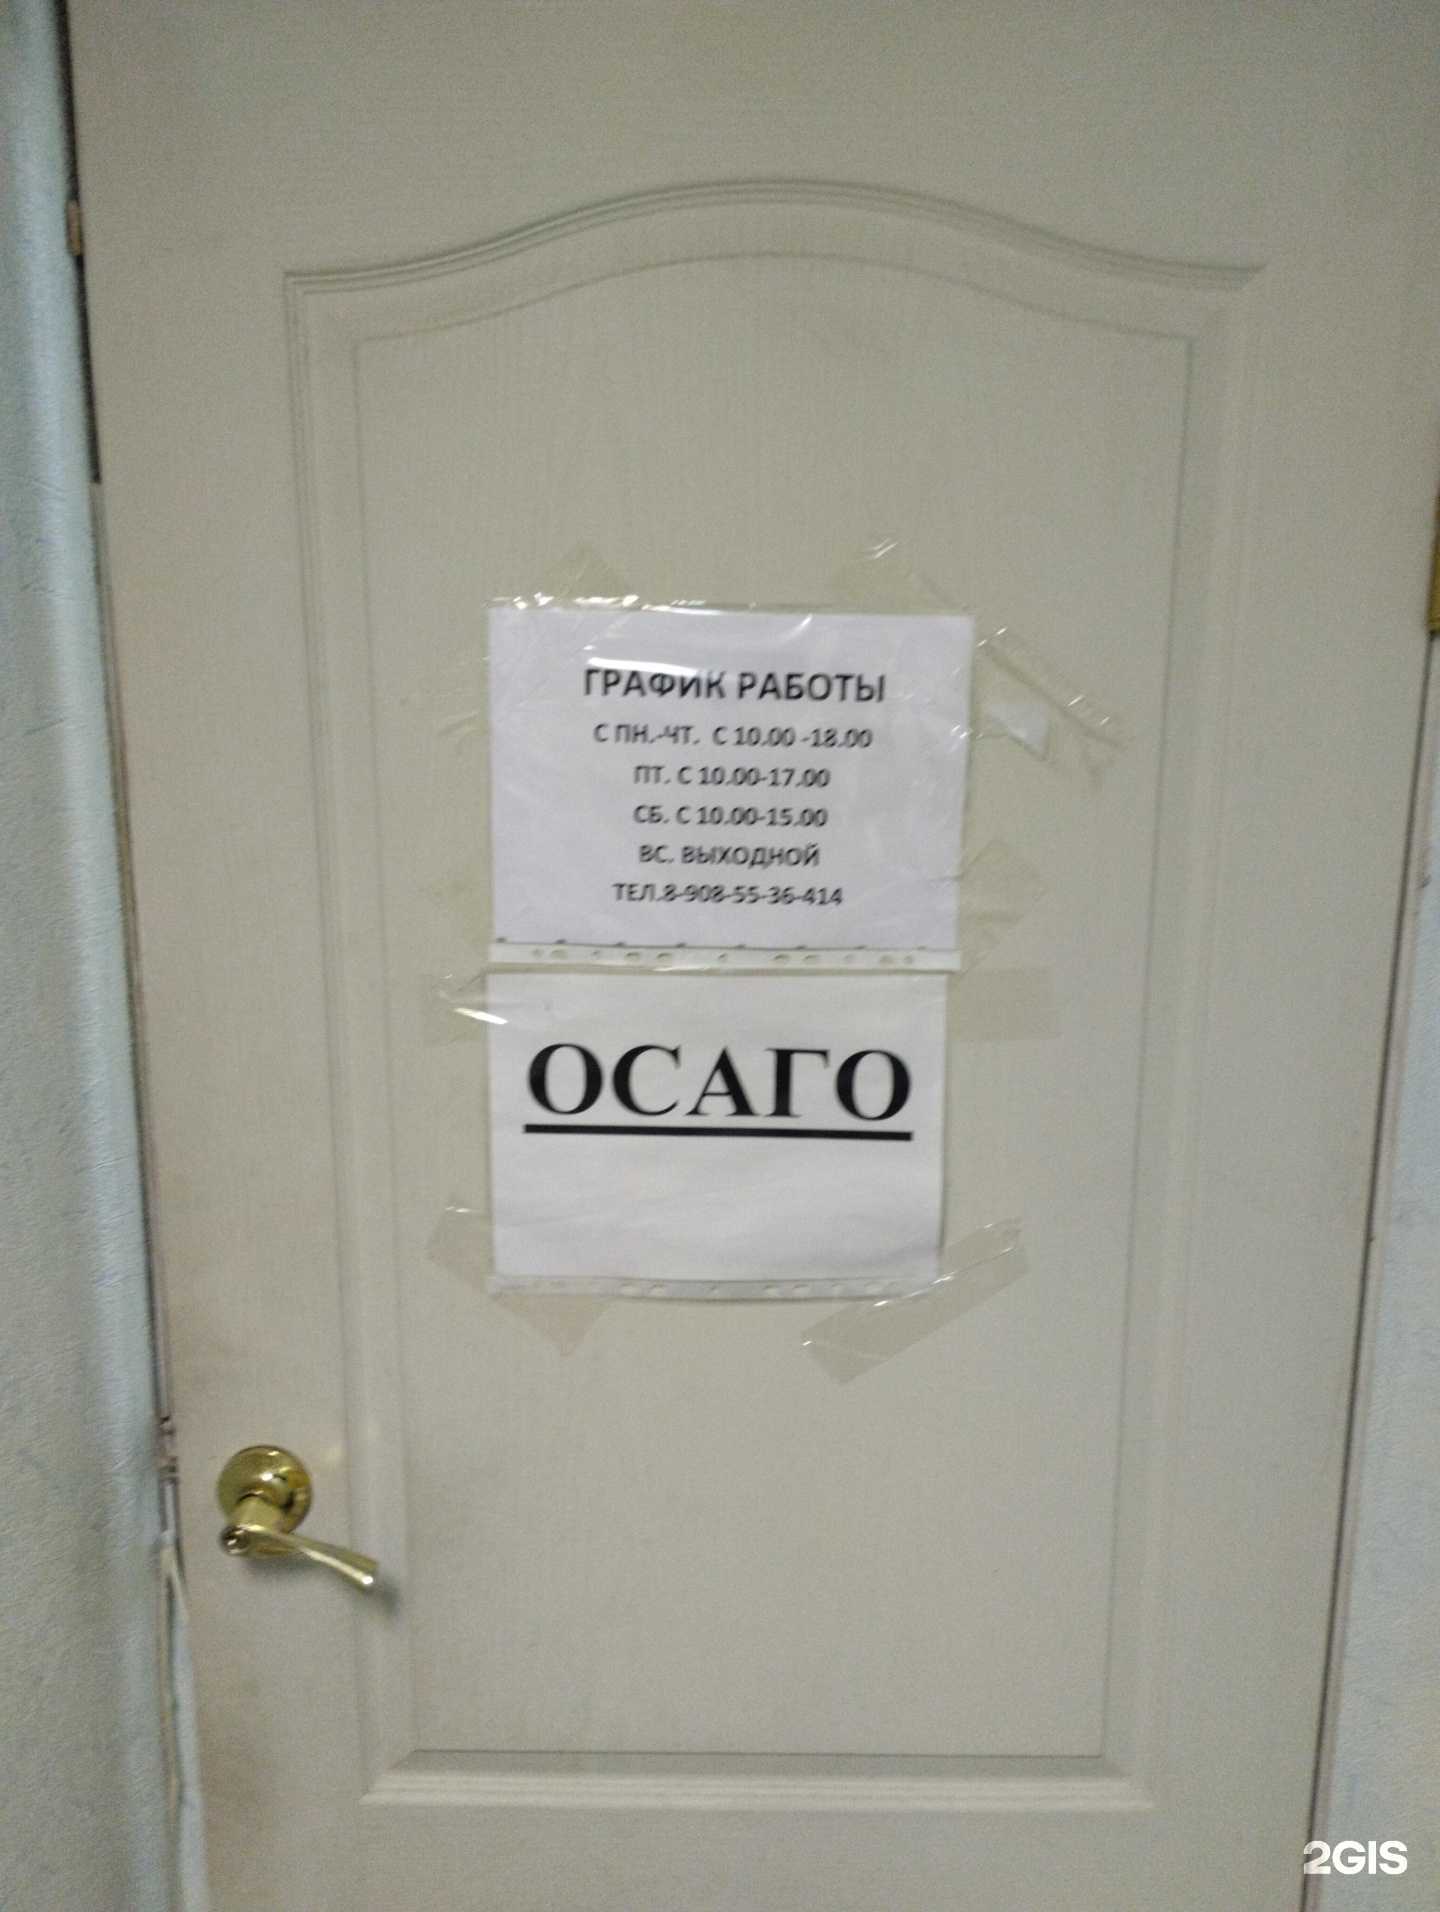 ГРАФИК РАБОТЫ
С ПН.-ЧТ. С 10.00 -18.00
ПТ. С 10.00-17.00
СБ. С 10.00-15.00
ВС. ВЫХОДНОЙ
ТЕЛ.8-908-55-36-414
ОСАГО
2GIS